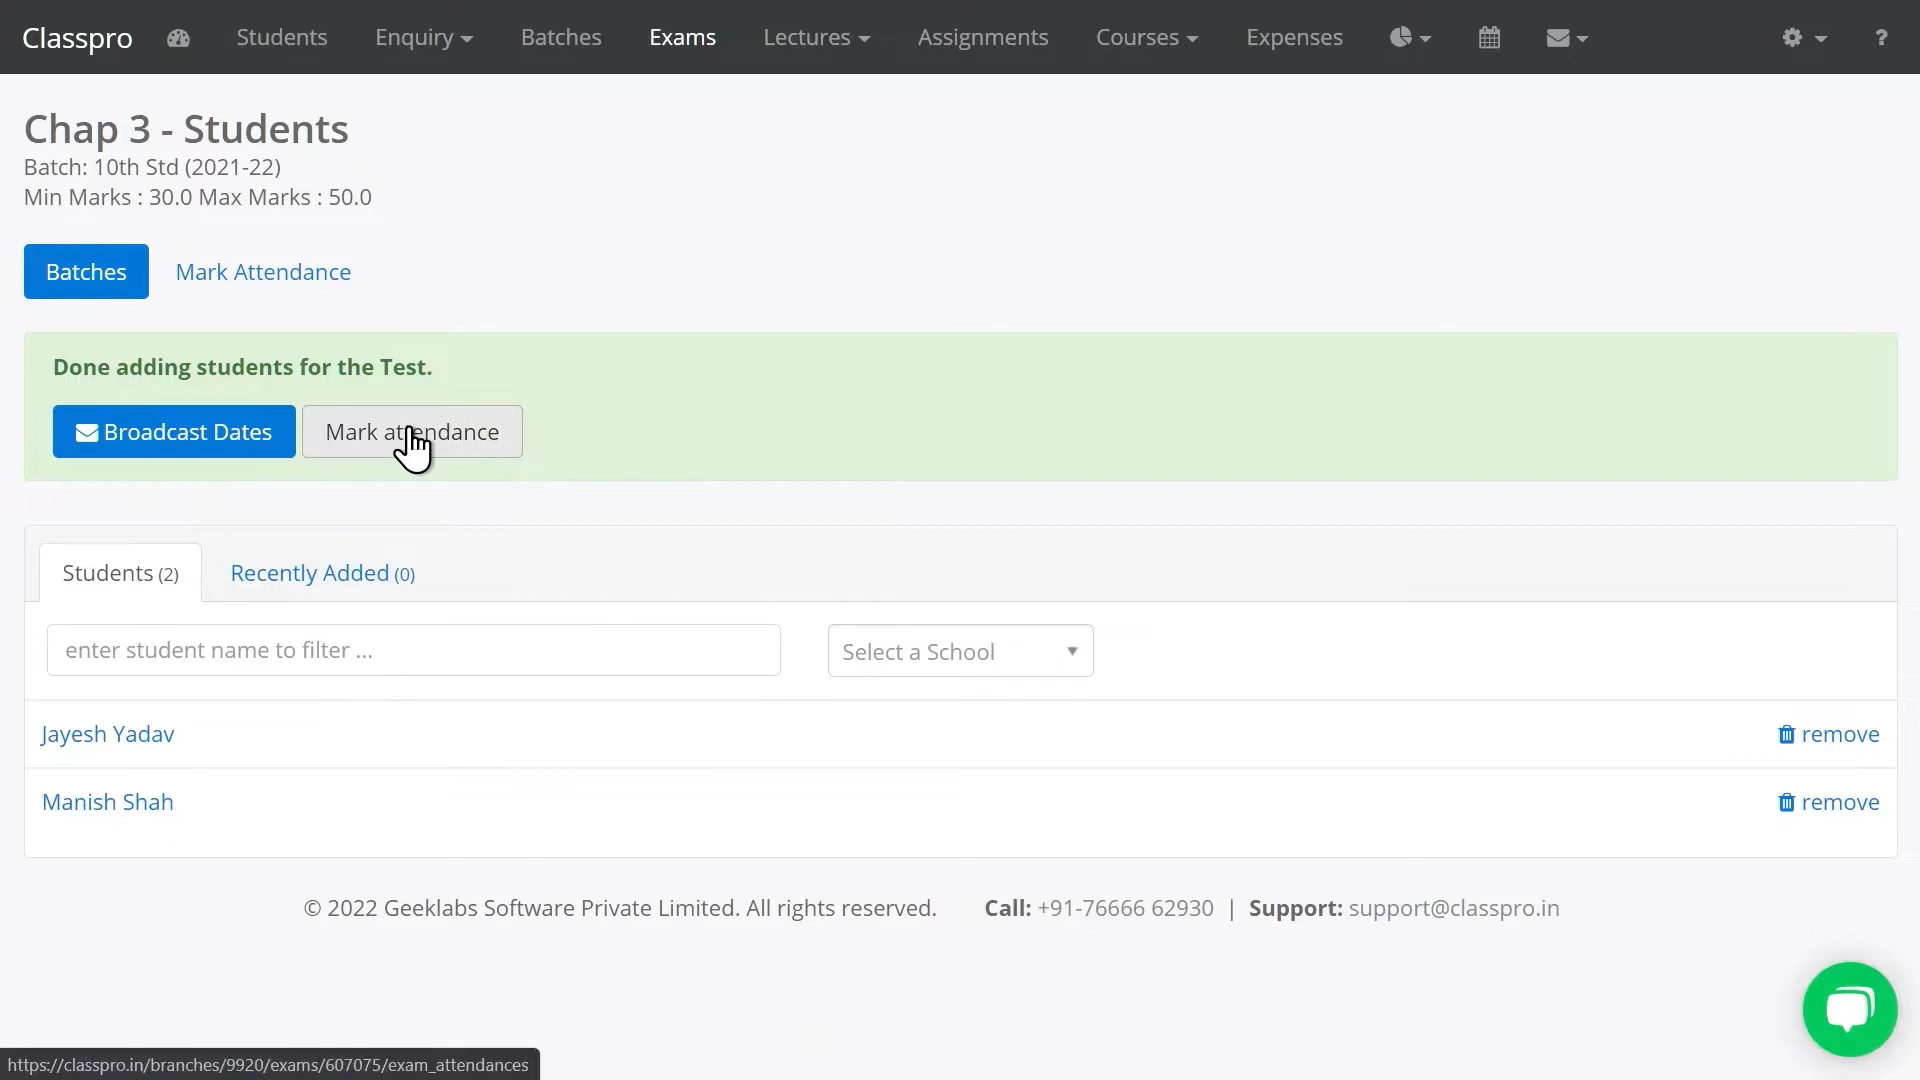 Classpro Students Enquiry Batches Exams Lectures Assignments Courses Expenses ?
Chap 3 - Students
Batch: 10th Std (2021-22)
Min Marks : 30.0 Max Marks : 50.0
Batches Mark Attendance
Done adding students for the Test.
Broadcast Dates Mark attendance
Students (2) Recently Added (0)
enter student name to filter ... Select a School
Jayesh Yadav remove
Manish Shah remove
© 2022 Geeklabs Software Private Limited. All rights reserved. Call: +91-76666 62930 | Support: support@classpro.in
https://classpro.in/branches/9920/exams/607075/exam_attendances